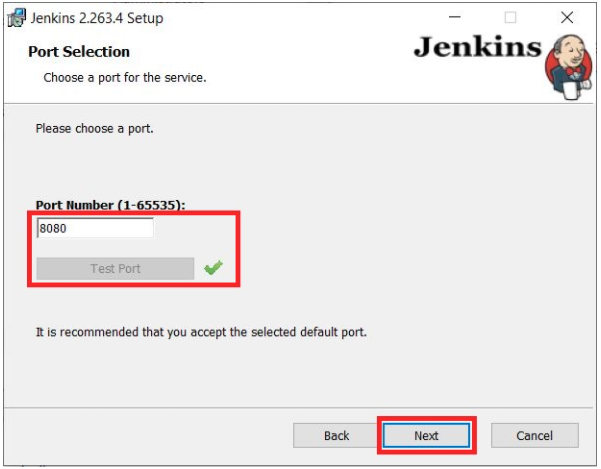 Jenkins 2.263.4 Setup
Port Selection
Jenkins
Choose a port for the service.
Please choose a port.
Port Number (1-65535):
8080
Test Port
It is recommended that you accept the selected default port.
Back
Next
Cancel